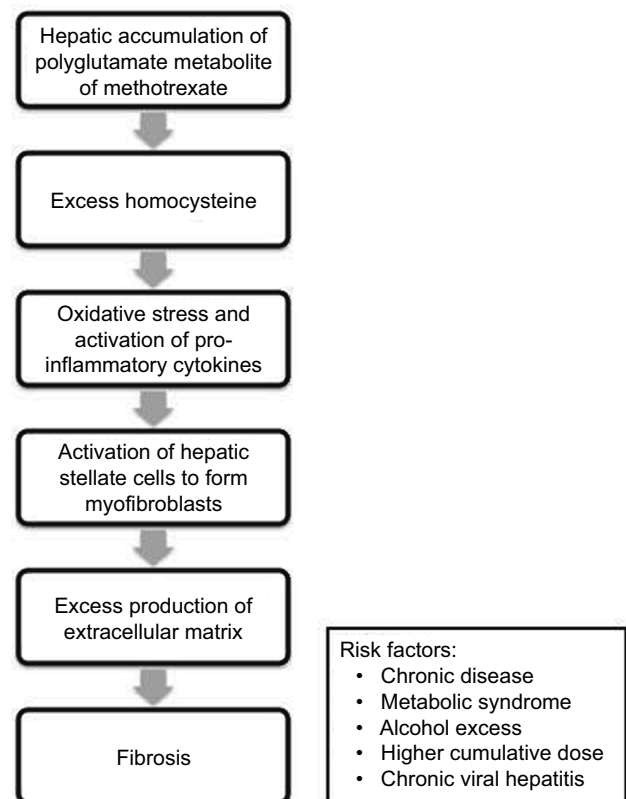 Hepatic accumulation of
polyglutamate metabolite
of methotrexate
Excess homocysteine
Oxidative stress and
activation of pro-
inflammatory cytokines
Activation of hepatic
stellate cells to form
myofibroblasts
Excess production of
extracellular matrix
Fibrosis
Risk factors:
• Chronic disease
• Metabolic syndrome
• Alcohol excess
• Higher cumulative dose
• Chronic viral hepatitis